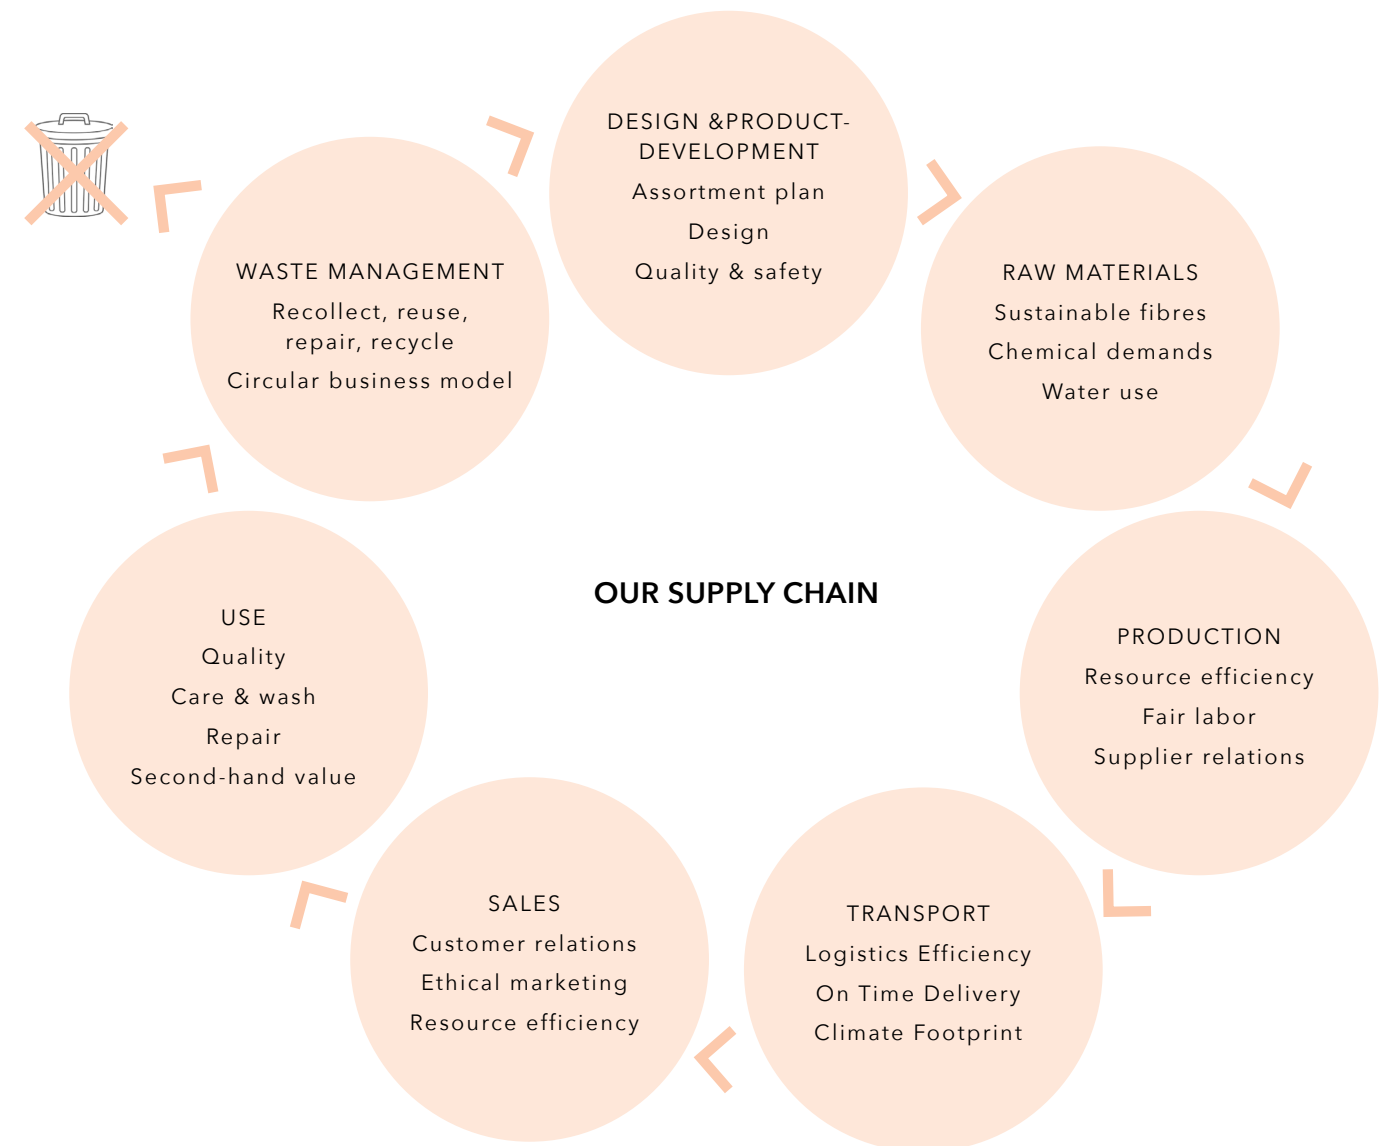 DESIGN &PRODUCT-
DEVELOPMENT
Assortment plan
Design
Quality & safety
RAW MATERIALS
Sustainable fibres
Chemical demands
Water use
PRODUCTION
Resource efficiency
Fair labor
Supplier relations
TRANSPORT
Logistics Efficiency
On Time Delivery
Climate Footprint
SALES
Customer relations
Ethical marketing
Resource efficiency
USE
Quality
Care & wash
Repair
Second-hand value
WASTE MANAGEMENT
Recollect, reuse,
repair, recycle
Circular business model
OUR SUPPLY CHAIN